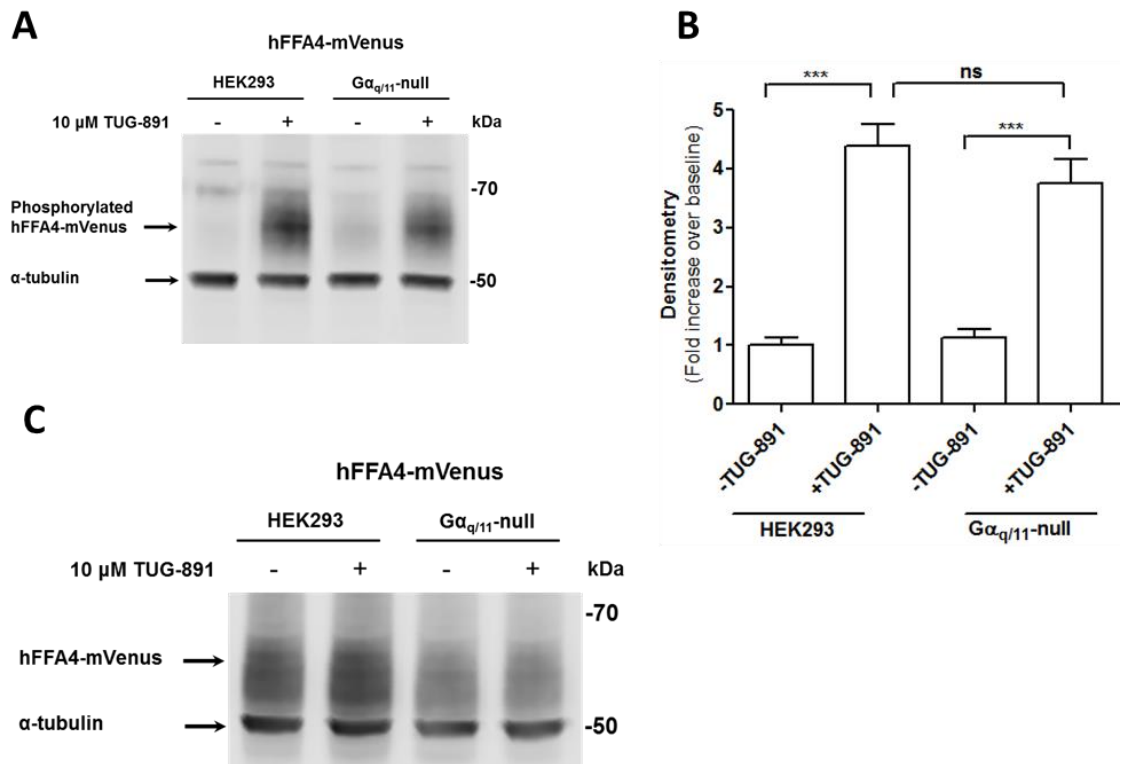 A
hFFA4-mVenus
HEK293 Gαq/11-null
10 µM TUG-891 - + - + kDa
-70
Phosphorylated
hFFA4-mVenus
α-tubulin
-50
B
*** ns
***
Densitometry
(Fold increase over baseline)
5
4
3
2
1
0
-TUG-891 +TUG-891 -TUG-891 +TUG-891
HEK293 Gαq/11-null
C
hFFA4-mVenus
HEK293 Gαq/11-null
10 µM TUG-891 - + - + kDa
-70
hFFA4-mVenus
α-tubulin
-50